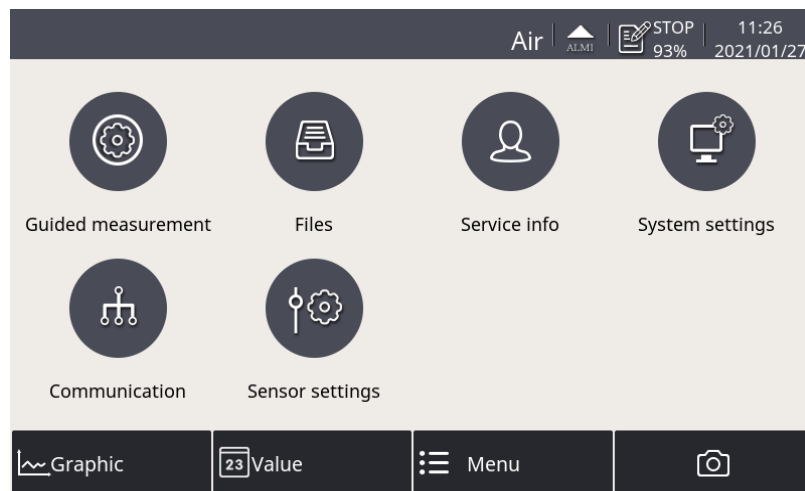 Air
ALM1
STOP
93%
11:26
2021/01/27
Guided measurement
Files
Service info
System settings
Communication
Sensor settings
Graphic
23 Value
Menu